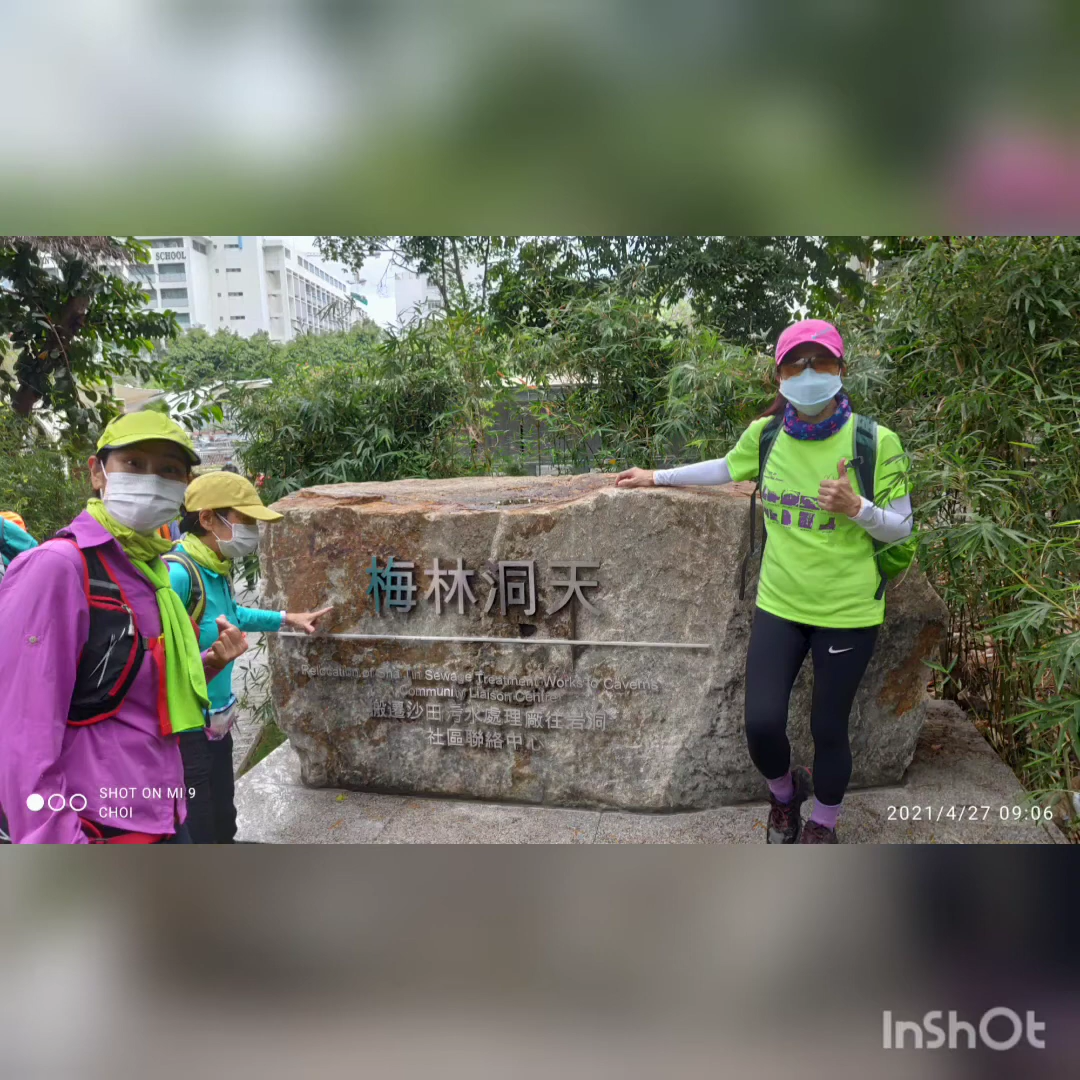 SCHOOL
梅林洞天
Relocation of Sha Tin Sewage Treatment Works to Caverns
Community Liaison Centre
搬遷沙田污水處理廠往岩洞
社區聯絡中心
SHOT ON MI 9
CHOI
2021/4/27 09:06
InShOt